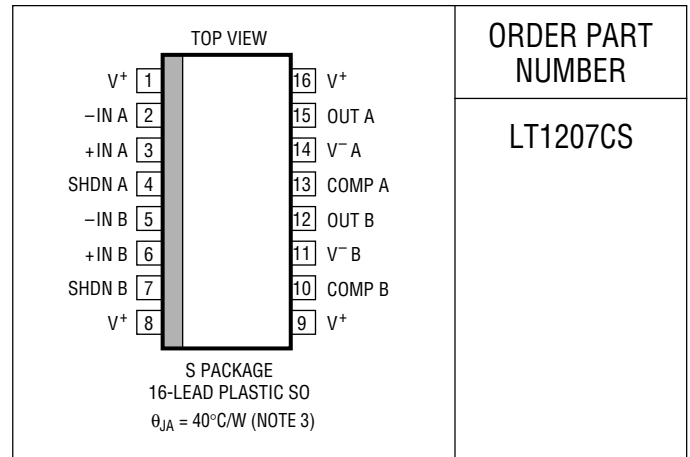 TOP VIEW
V+ 1
–IN A 2
+IN A 3
SHDN A 4
–IN B 5
+IN B 6
SHDN B 7
V+ 8
16 V+
15 OUT A
14 V– A
13 COMP A
12 OUT B
11 V– B
10 COMP B
9 V+
S PACKAGE
16-LEAD PLASTIC SO
θJA = 40°C/W (NOTE 3)
ORDER PART
NUMBER
LT1207CS